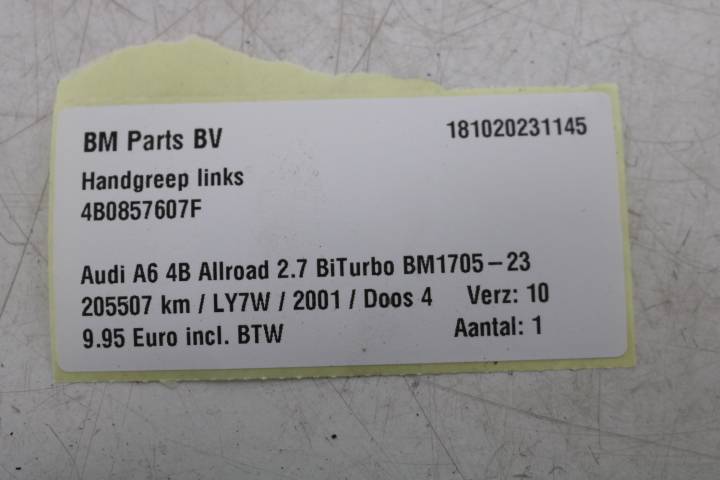 BM Parts BV 181020231145
Handgreep links
4B0857607F
Audi A6 4B Allroad 2.7 BiTurbo BM1705-23
205507 km / LY7W / 2001 / Doos 4 Verz: 10
9.95 Euro incl. BTW Aantal: 1